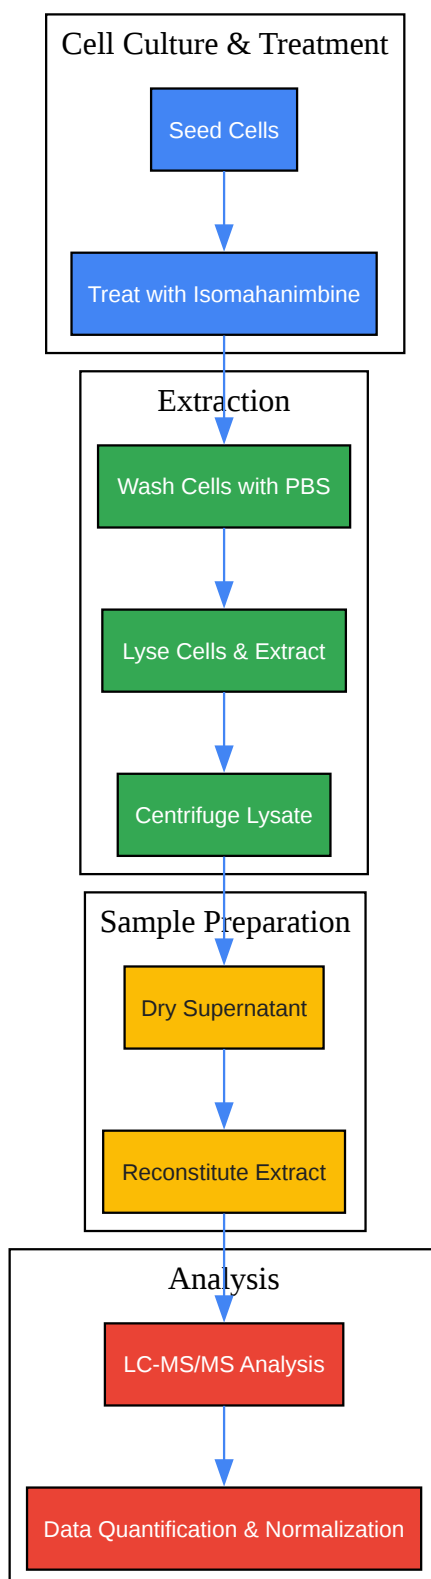 Cell Culture & Treatment
Seed Cells
Treat with Isomahanimbine
Extraction
Wash Cells with PBS
Lyse Cells & Extract
Centrifuge Lysate
Sample Preparation
Dry Supernatant
Reconstitute Extract
Analysis
LC-MS/MS Analysis
Data Quantification & Normalization